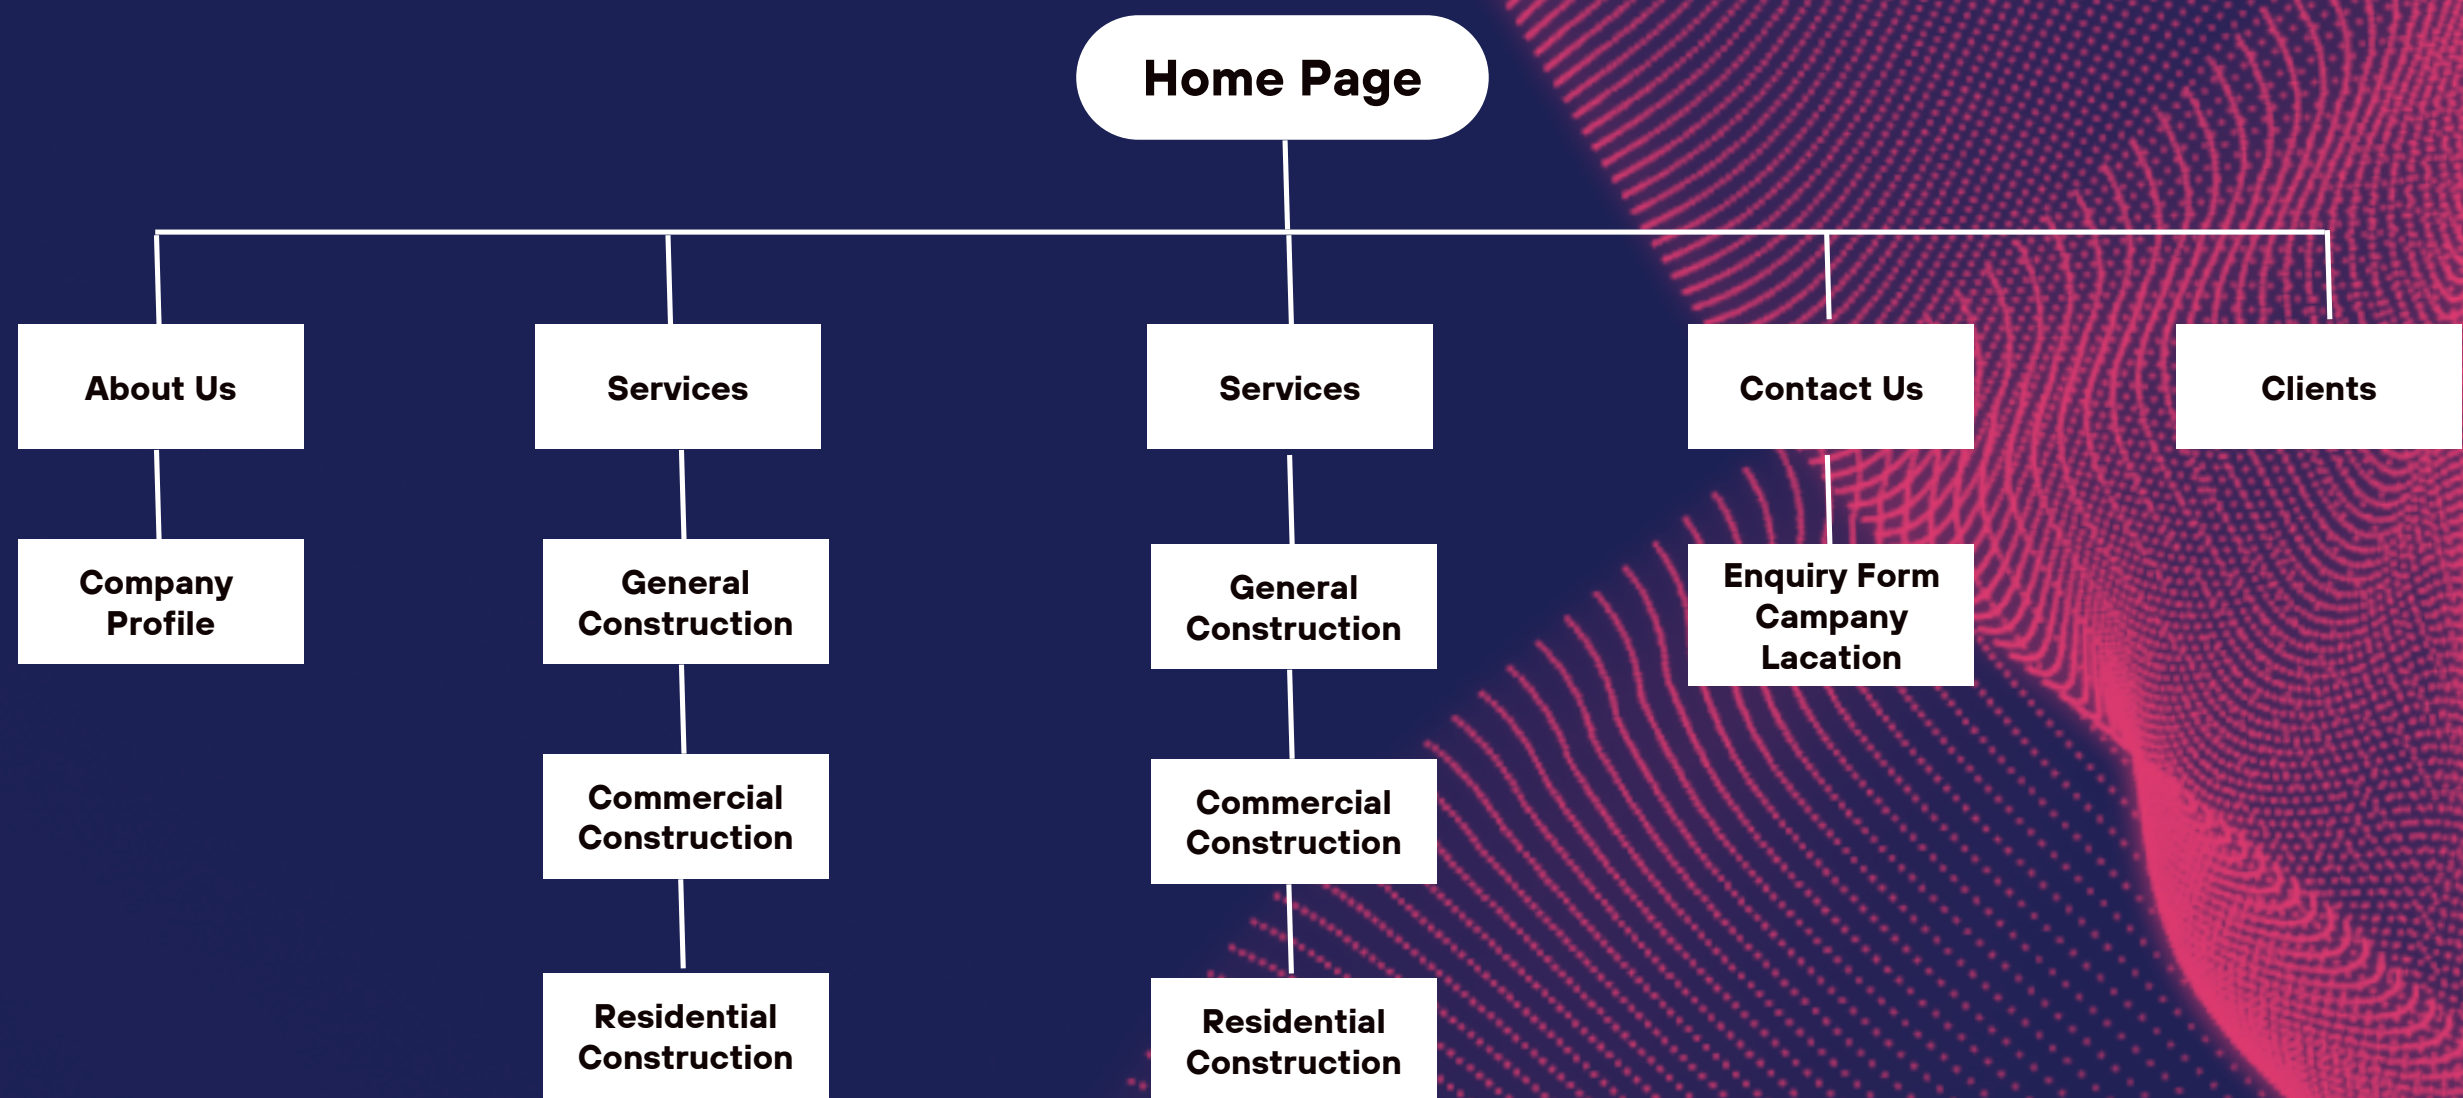 Home Page
About Us
Services
Services
Contact Us
Clients
Company
Profile
General
Construction
General
Construction
Enquiry Form
Campany
Lacation
Commercial
Construction
Commercial
Construction
Residential
Construction
Residential
Construction